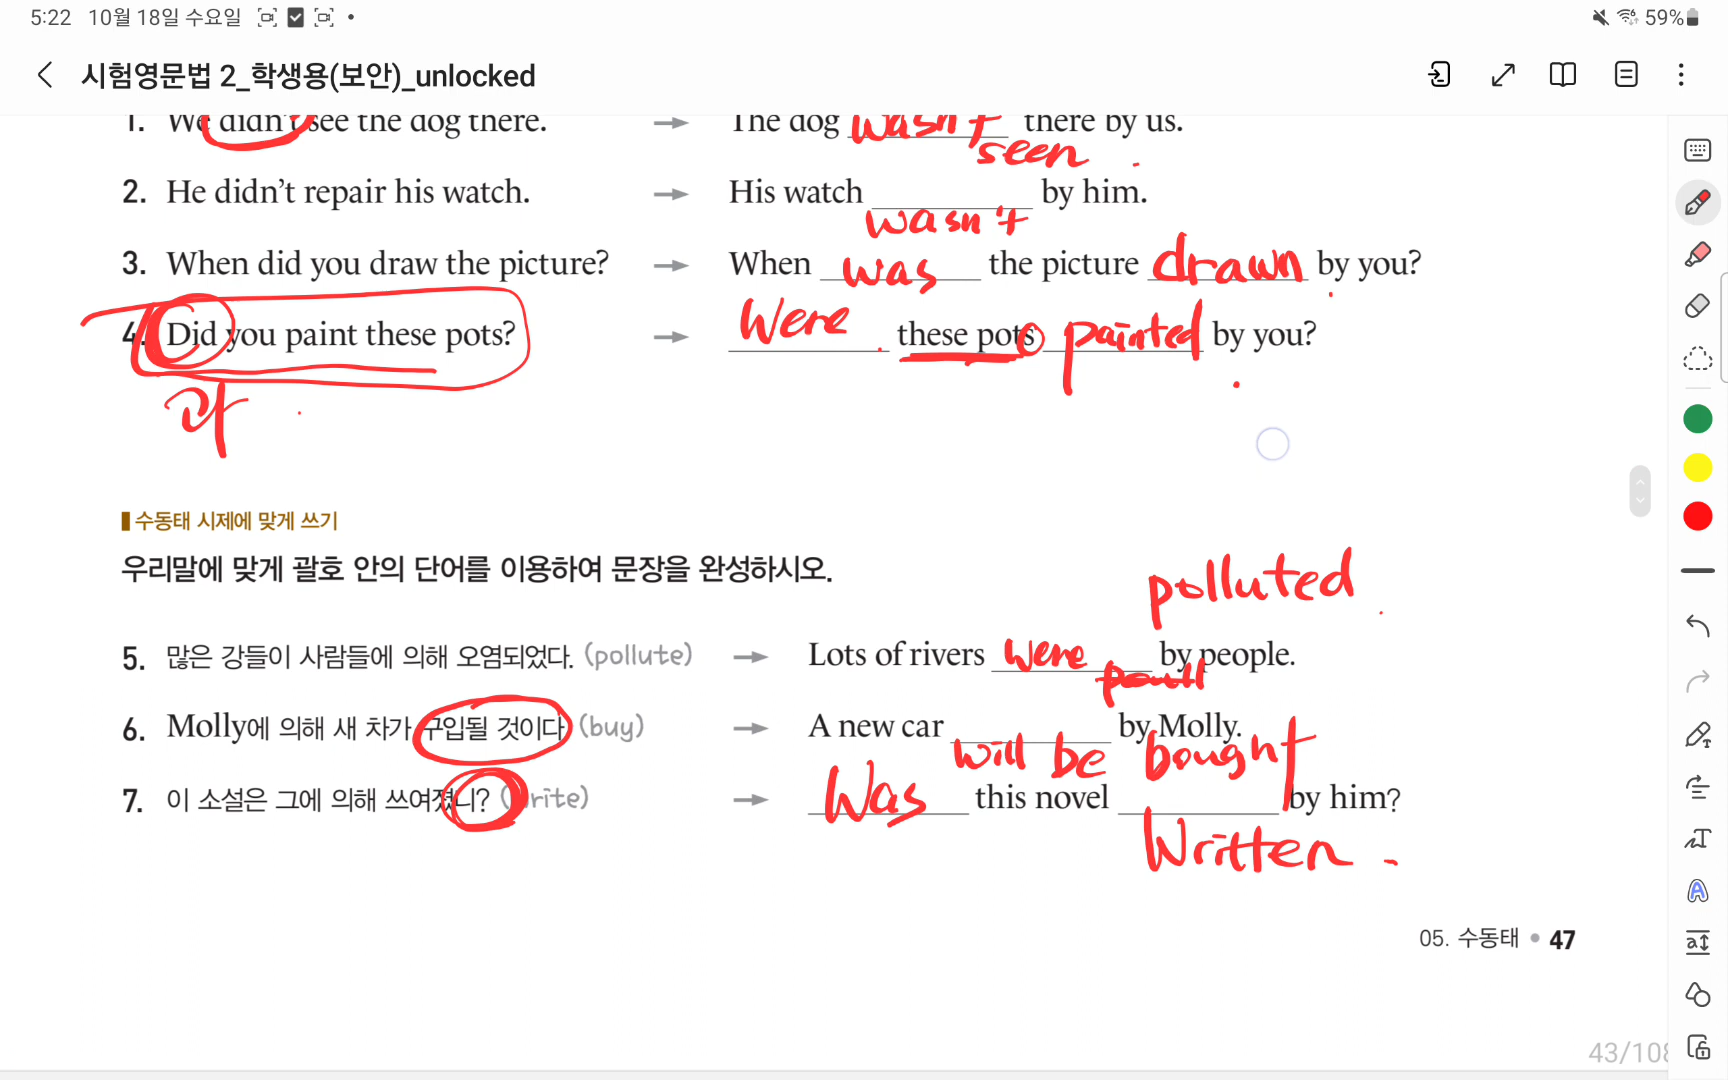 5:22 10월 18일 수요일 59%
시험영문법 2_학생용(보안)_unlocked
1. We didn't see the dog there. → The dog wasn't there by us.
seen
2. He didn't repair his watch. → His watch by him.
wasn't
3. When did you draw the picture? → When was the picture drawn by you?
4. Did you paint these pots? → Were these pots painted by you?
과
수동태 시제에 맞게 쓰기
우리말에 맞게 괄호 안의 단어를 이용하여 문장을 완성하시오.
polluted
5. 많은 강들이 사람들에 의해 오염되었다. (pollute) → Lots of rivers were by people.
6. Molly에 의해 새 차가 구입될 것이다 (buy) → A new car by Molly.
will be bought
7. 이 소설은 그에 의해 쓰여졌니? (write) → Was this novel by him?
Written
05. 수동태 • 47
43/108